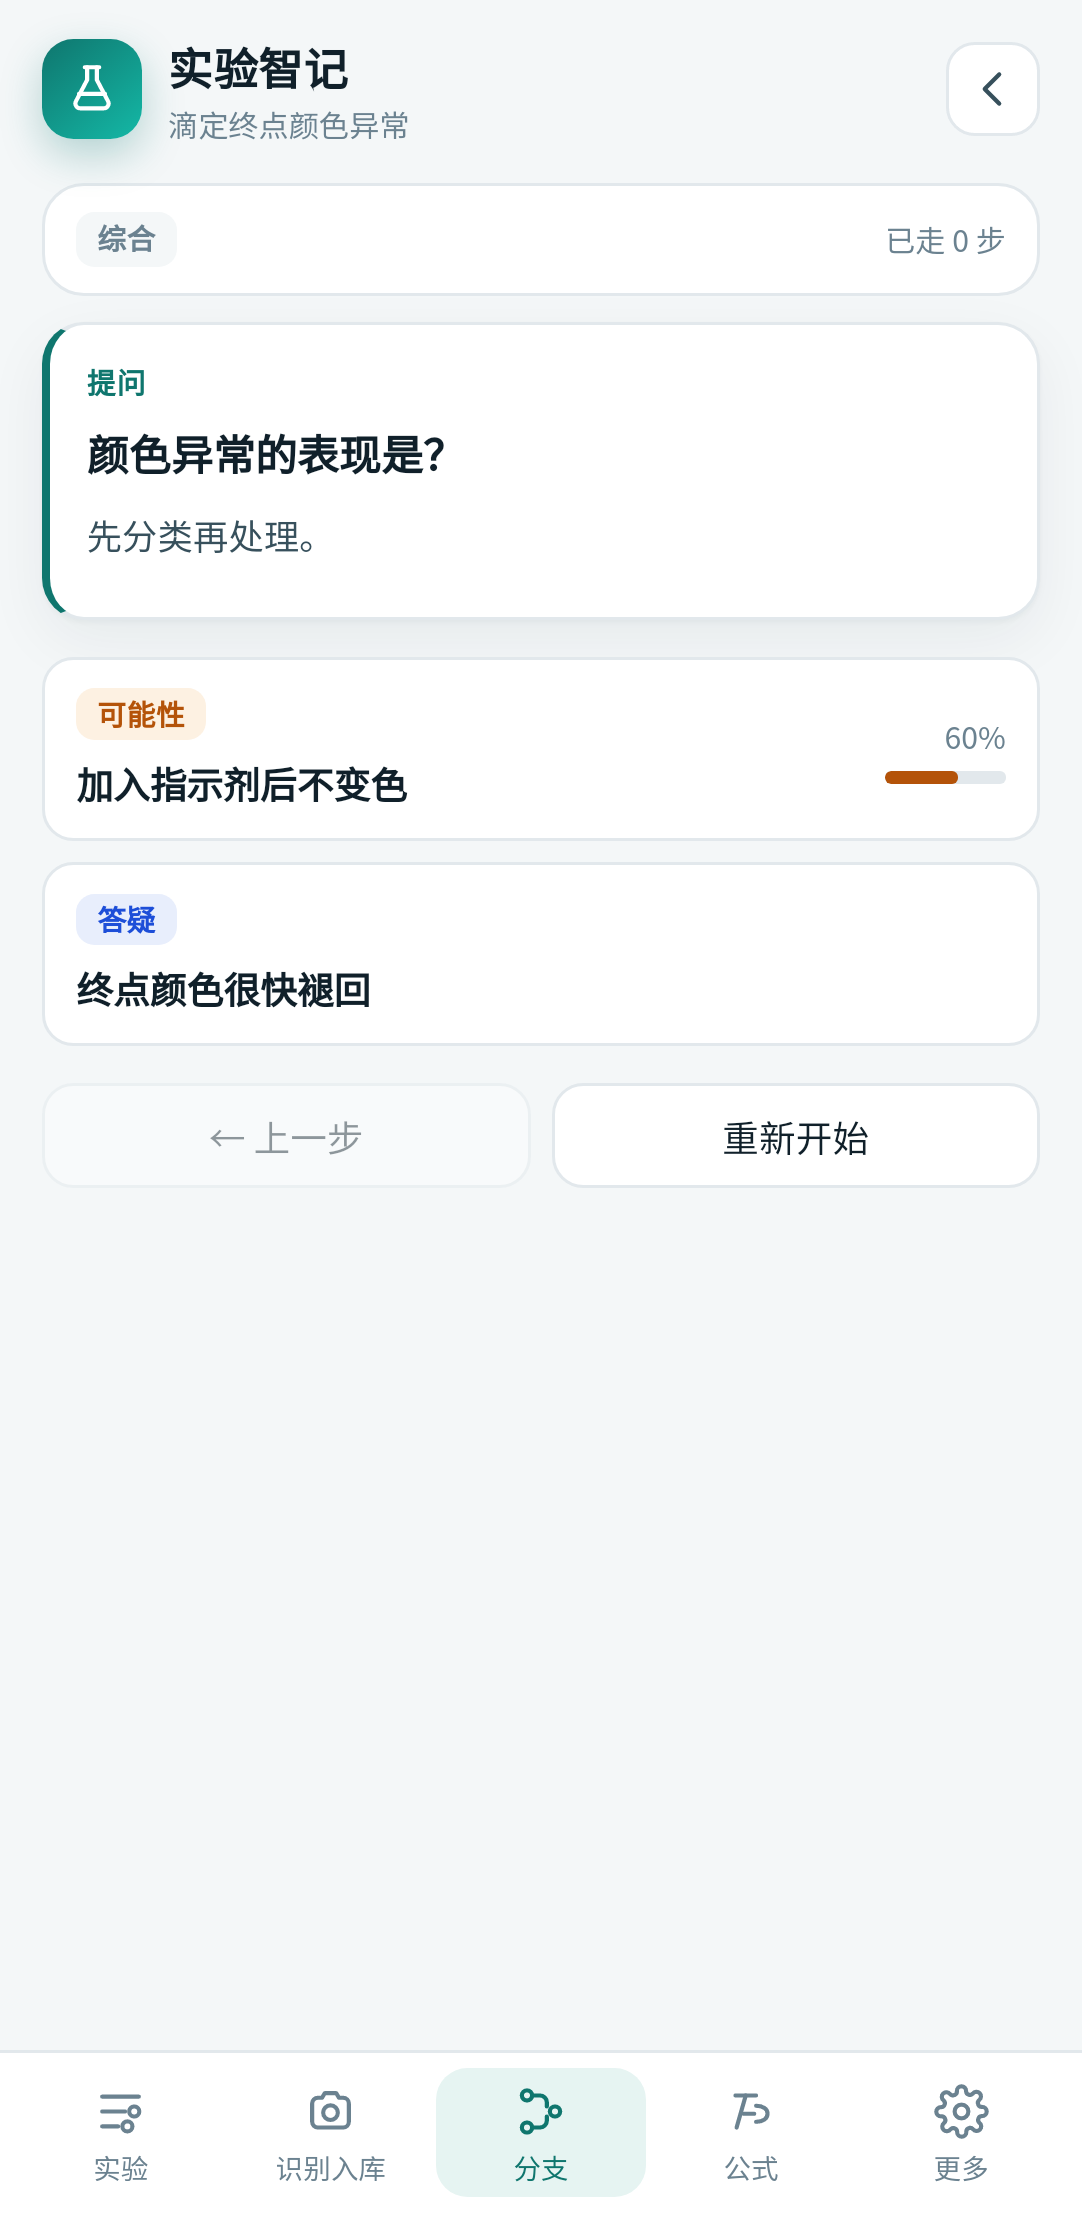 实验智记
滴定终点颜色异常
综合
已走 0 步
提问
颜色异常的表现是?
先分类再处理。
可能性
加入指示剂后不变色
60%
答疑
终点颜色很快褪回
← 上一步
重新开始
实验
识别入库
分支
公式
更多